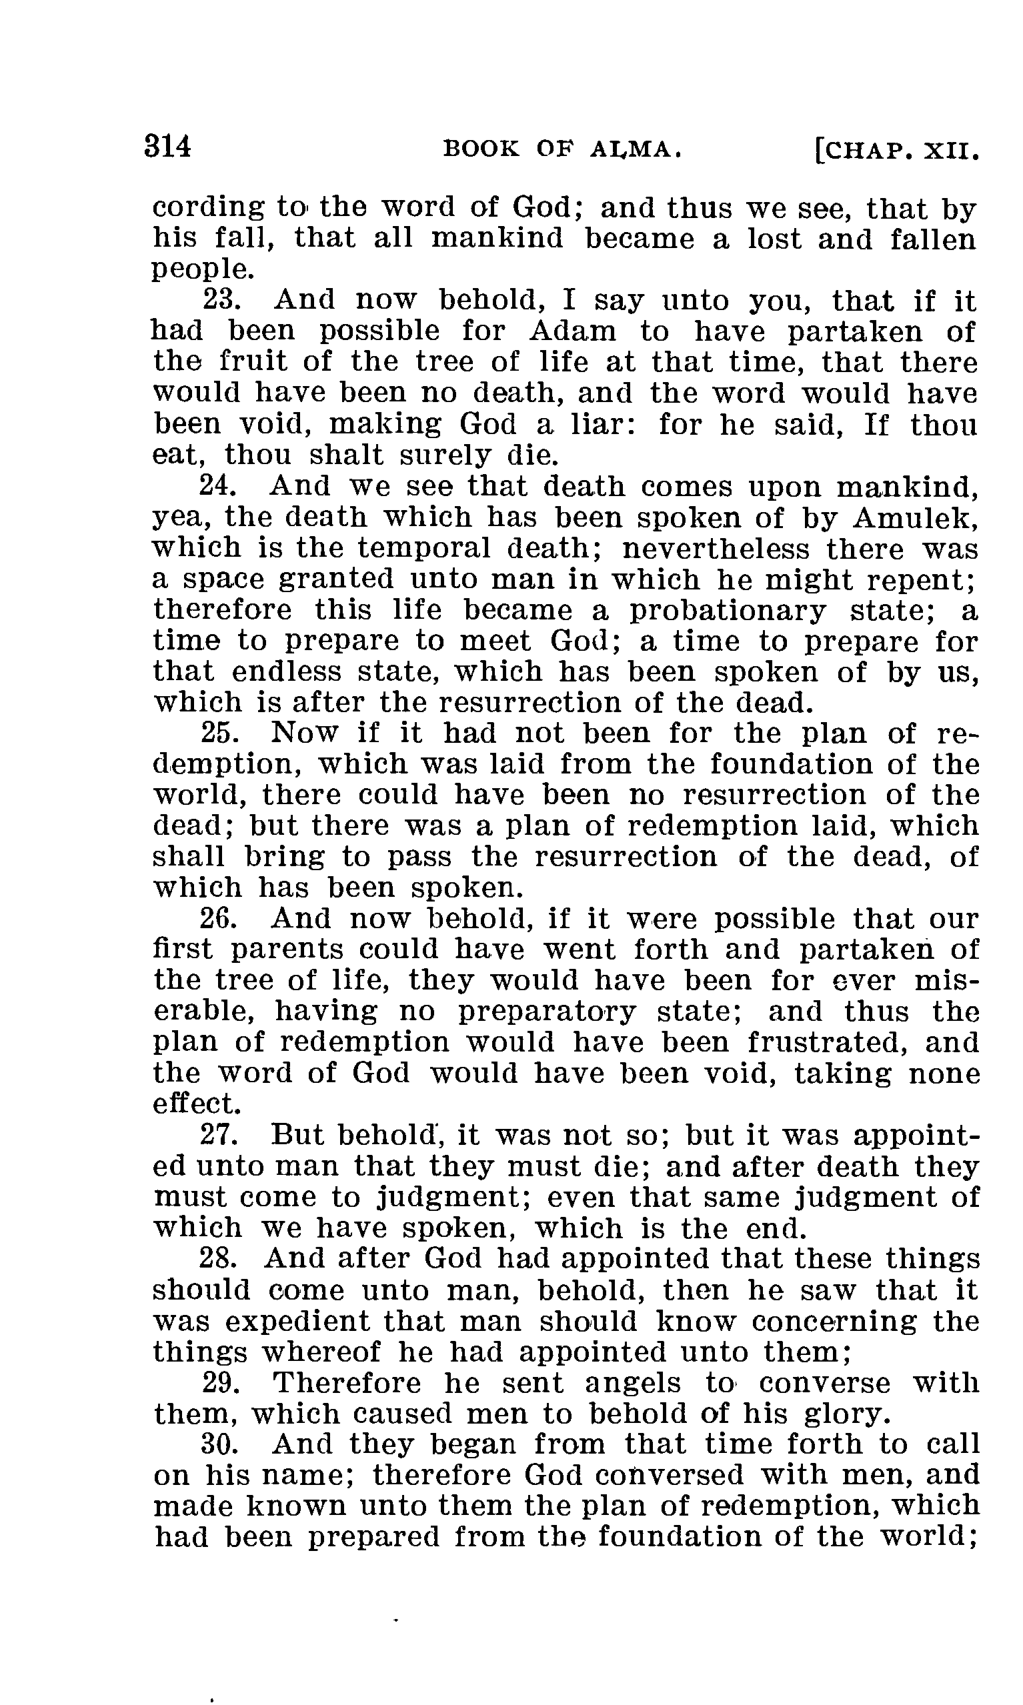 314 BOOK OF ALMA. [CHAP. XII.
cording to the word of God; and thus we see, that by
his fall, that all mankind became a lost and fallen
people.
23. And now behold, I say unto you, that if it
had been possible for Adam to have partaken of
the fruit of the tree of life at that time, that there
would have been no death, and the word would have
been void, making God a liar: for he said, If thou
eat, thou shalt surely die.
24. And we see that death comes upon mankind,
yea, the death which has been spoken of by Amulek,
which is the temporal death; nevertheless there was
a space granted unto man in which he might repent;
therefore this life became a probationary state; a
time to prepare to meet God; a time to prepare for
that endless state, which has been spoken of by us,
which is after the resurrection of the dead.
25. Now if it had not been for the plan of re-
demption, which was laid from the foundation of the
world, there could have been no resurrection of the
dead; but there was a plan of redemption laid, which
shall bring to pass the resurrection of the dead, of
which has been spoken.
26. And now behold, if it were possible that our
first parents could have went forth and partaken of
the tree of life, they would have been for ever mis-
erable, having no preparatory state; and thus the
plan of redemption would have been frustrated, and
the word of God would have been void, taking none
effect.
27. But behold, it was not so; but it was appoint-
ed unto man that they must die; and after death they
must come to judgment; even that same judgment of
which we have spoken, which is the end.
28. And after God had appointed that these things
should come unto man, behold, then he saw that it
was expedient that man should know concerning the
things whereof he had appointed unto them;
29. Therefore he sent angels to converse with
them, which caused men to behold of his glory.
30. And they began from that time forth to call
on his name; therefore God conversed with men, and
made known unto them the plan of redemption, which
had been prepared from the foundation of the world;